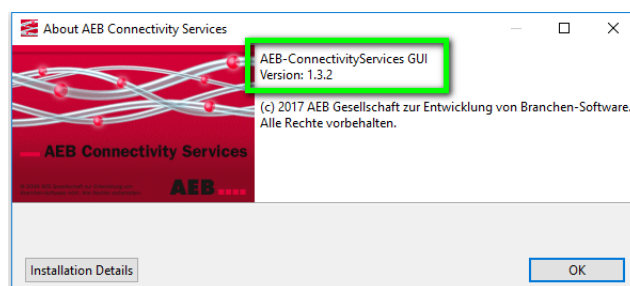 About AEB Connectivity Services
AEB-ConnectivityServices GUI
Version: 1.3.2
(c) 2017 AEB Gesellschaft zur Entwicklung von Branchen-Software.
Alle Rechte vorbehalten.
AEB Connectivity Services
AEB
Installation Details
OK